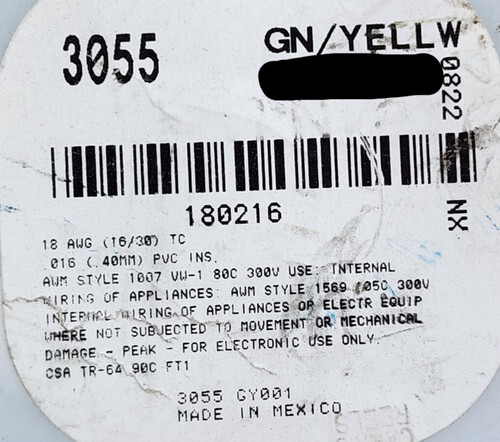 3055
GN/YELLW
0822
180216
NX
18 AWG (16/30) TC
.016 (.40MM) PVC INS.
AWM STYLE 1007 VW-1 80C 300V USE: INTERNAL
WIRING OF APPLIANCES: AWM STYLE 1569 105C 300V
INTERNAL WIRING OF APPLIANCES OR ELECTR EQUIP
WHERE NOT SUBJECTED TO MOVEMENT OR MECHANICAL
DAMAGE - PEAK - FOR ELECTRONIC USE ONLY
CSA TR-64 90C FT1
3055 GY001
MADE IN MEXICO